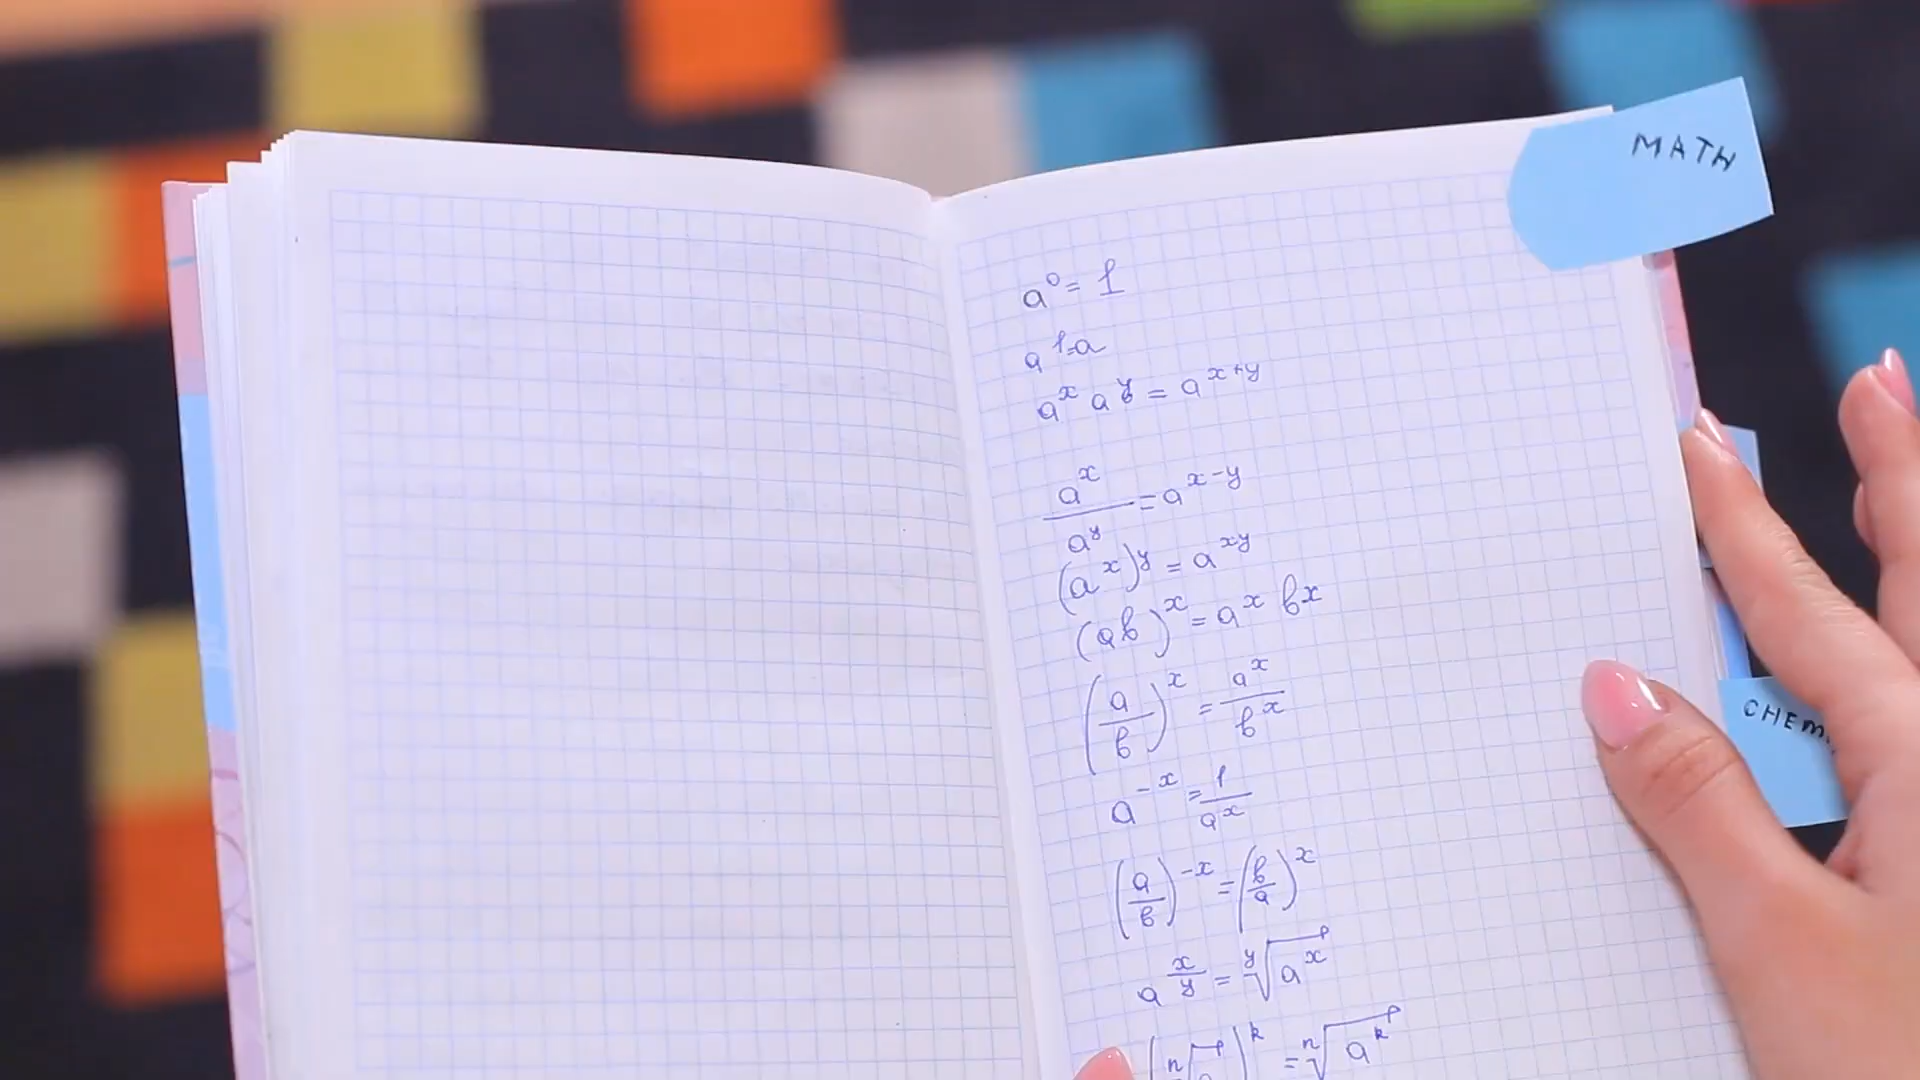 MATH
a⁰ = 1
a¹ = a
aˣ aʸ = aˣ⁺ʸ
aˣ/aʸ = aˣ⁻ʸ
(aˣ)ʸ = aˣʸ
(ab)ˣ = aˣ bˣ
(a/b)ˣ = aˣ/bˣ
CHEM
a⁻ˣ = 1/aˣ
(a/b)⁻ˣ = (b/a)ˣ
a^(x/y) = ʸ√aˣ
(ⁿ√a)ᵏ = ⁿ√aᵏ